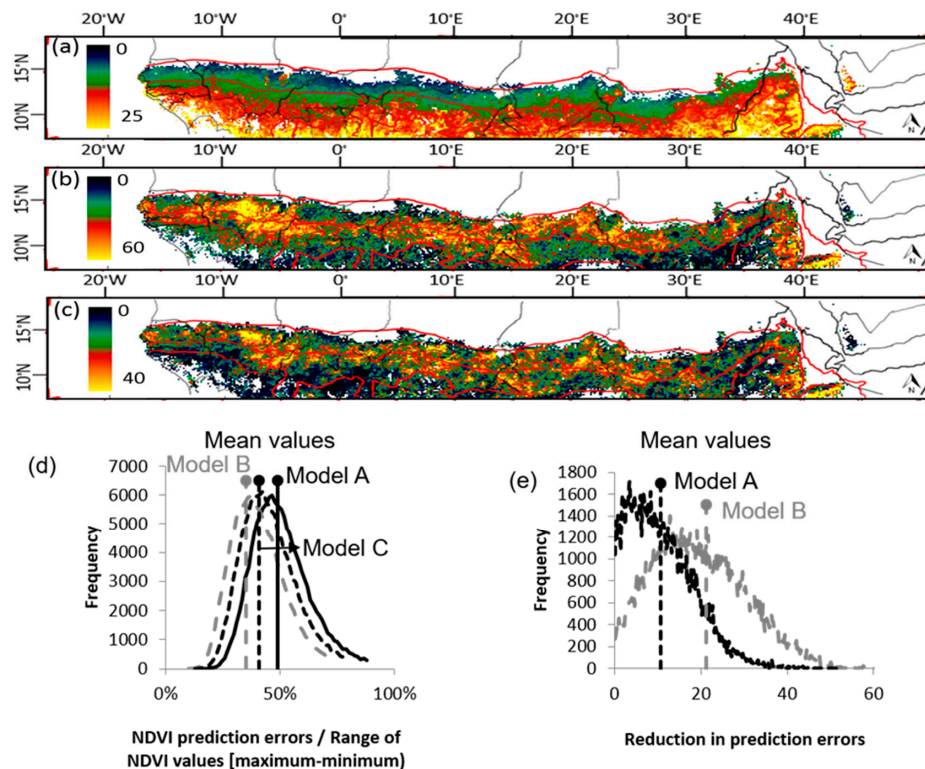 20°W 10°W 0° 10°E 20°E 30°E 40°E
(a) 0
25
15°N
10°N
N
20°W 10°W 0° 10°E 20°E 30°E 40°E
(b) 0
60
15°N
10°N
N
20°W 10°W 0° 10°E 20°E 30°E 40°E
(c) 0
40
15°N
10°N
N
(d)
Mean values
Model B
Model A
Model C
Frequency
7000
6000
5000
4000
3000
2000
1000
0
0% 50% 100%
NDVI prediction errors / Range of
NDVI values [maximum-minimum)
(e)
Mean values
Model A
Model B
Frequency
1800
1600
1400
1200
1000
800
600
400
200
0
0 20 40 60
Reduction in prediction errors